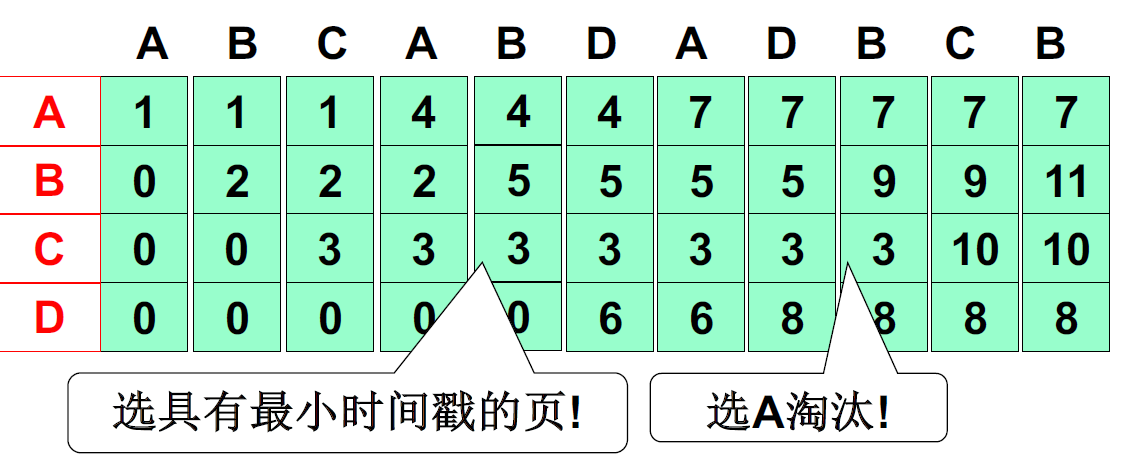 A B C A B D A D B C B
A 1 1 1 4 4 4 7 7 7 7 7
B 0 2 2 2 5 5 5 5 9 9 11
C 0 0 3 3 3 3 3 3 3 10 10
D 0 0 0 0 0 6 6 8 8 8 8
选具有最小时间戳的页!
选A淘汰!